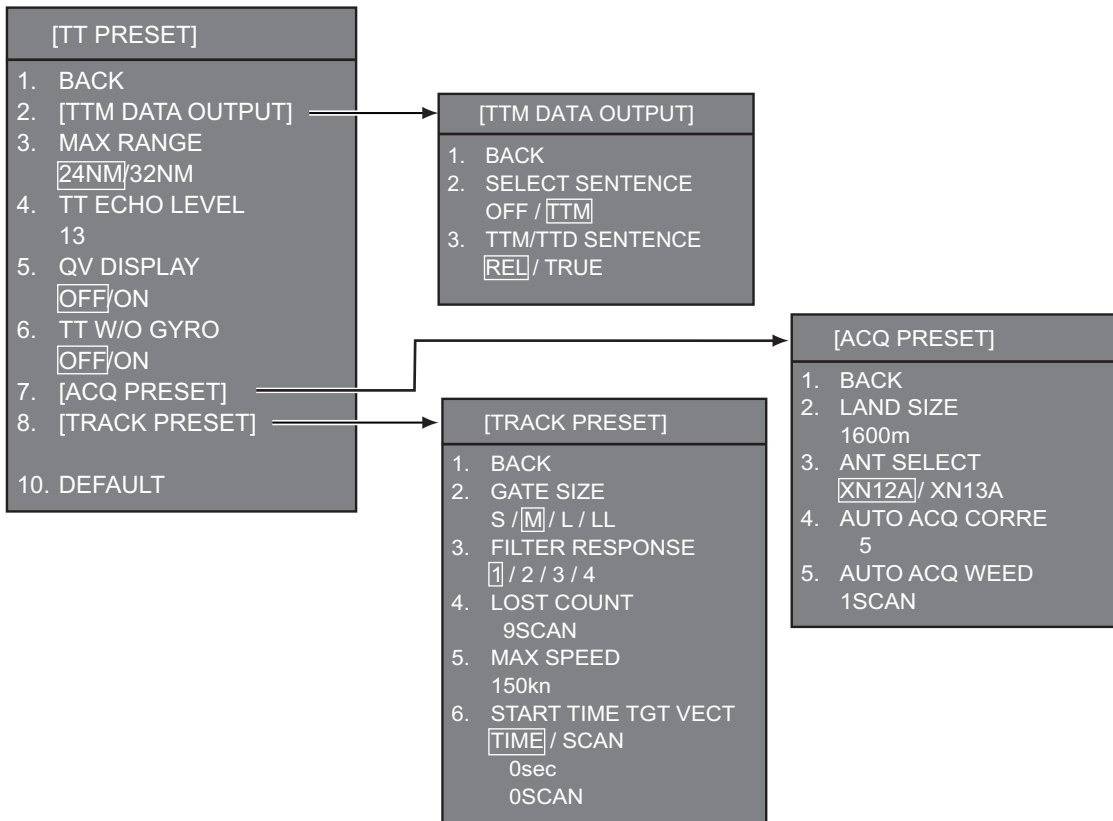 [TT PRESET]
1. BACK
2. [TTM DATA OUTPUT]
3. MAX RANGE
24NM/32NM
4. TT ECHO LEVEL
13
5. QV DISPLAY
OFF/ON
6. TT W/O GYRO
OFF/ON
7. [ACQ PRESET]
8. [TRACK PRESET]
10. DEFAULT
[TTM DATA OUTPUT]
1. BACK
2. SELECT SENTENCE
OFF / TTM
3. TTM/TTD SENTENCE
REL / TRUE
[TRACK PRESET]
1. BACK
2. GATE SIZE
S / M / L / LL
3. FILTER RESPONSE
1 / 2 / 3 / 4
4. LOST COUNT
9SCAN
5. MAX SPEED
150kn
6. START TIME TGT VECT
TIME / SCAN
0sec
0SCAN
[ACQ PRESET]
1. BACK
2. LAND SIZE
1600m
3. ANT SELECT
XN12A / XN13A
4. AUTO ACQ CORRE
5
5. AUTO ACQ WEED
1SCAN